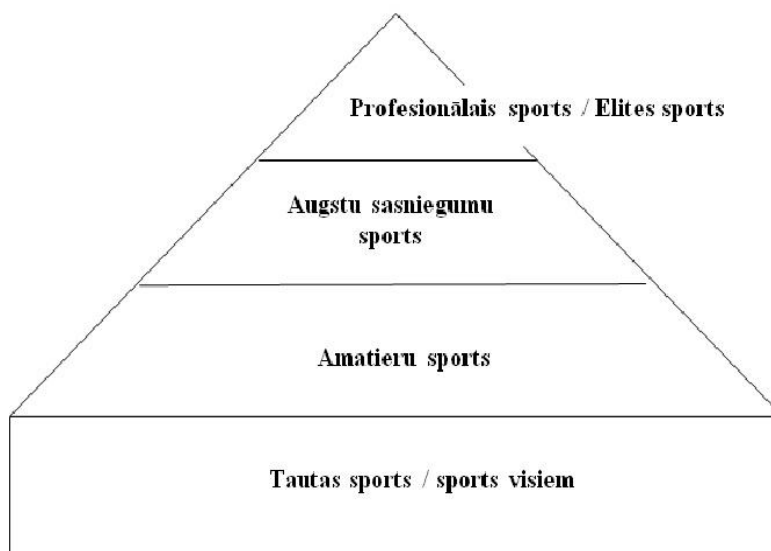 Profesionālais sports / Elites sports
Augstu sasniegumu
sports
Amatieru sports
Tautas sports / sports visiem